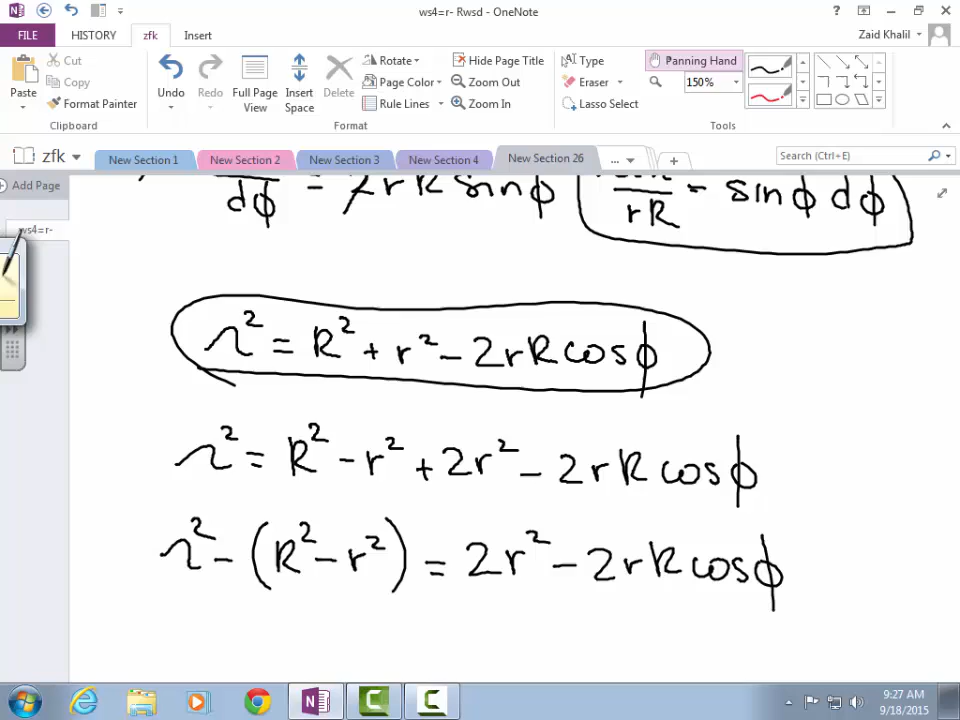 ws4=r- Rwsd - OneNote
FILE HISTORY zfk Insert Zaid Khalil
Paste Cut Copy Format Painter Clipboard
Undo Redo Full Page View Insert Space Delete Rotate Page Color Rule Lines Hide Page Title Zoom Out Zoom In Format
Type Eraser Lasso Select Panning Hand 150% Tools
zfk New Section 1 New Section 2 New Section 3 New Section 4 New Section 26 ... + Search (Ctrl+E)
Add Page
ws4=r-
dφ = 2rR sinφ
rR = sinφ dφ
𝓇² = R² + r² - 2rR cosφ
𝓇² = R² - r² + 2r² - 2rR cosφ
𝓇² - (R² - r²) = 2r² - 2rR cosφ
9:27 AM
9/18/2015